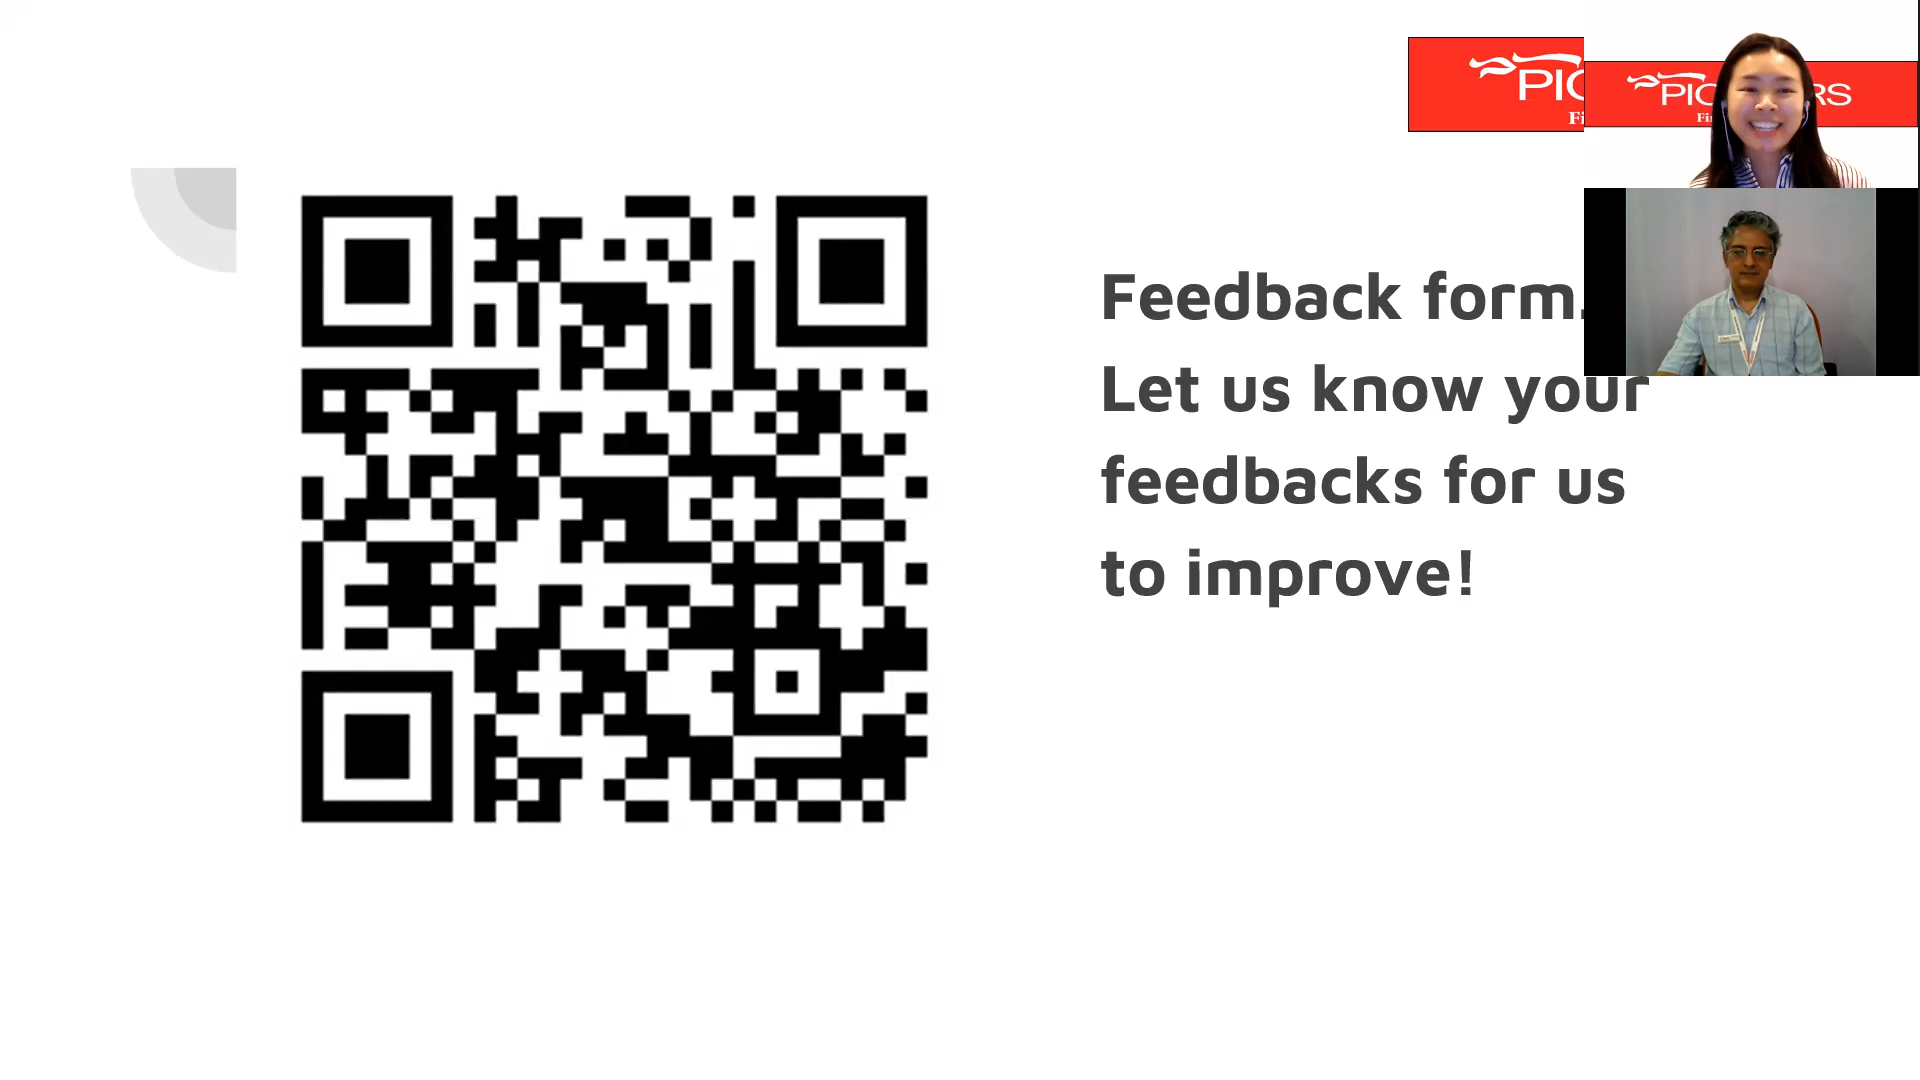 Feedback form.
Let us know your
feedbacks for us
to improve!